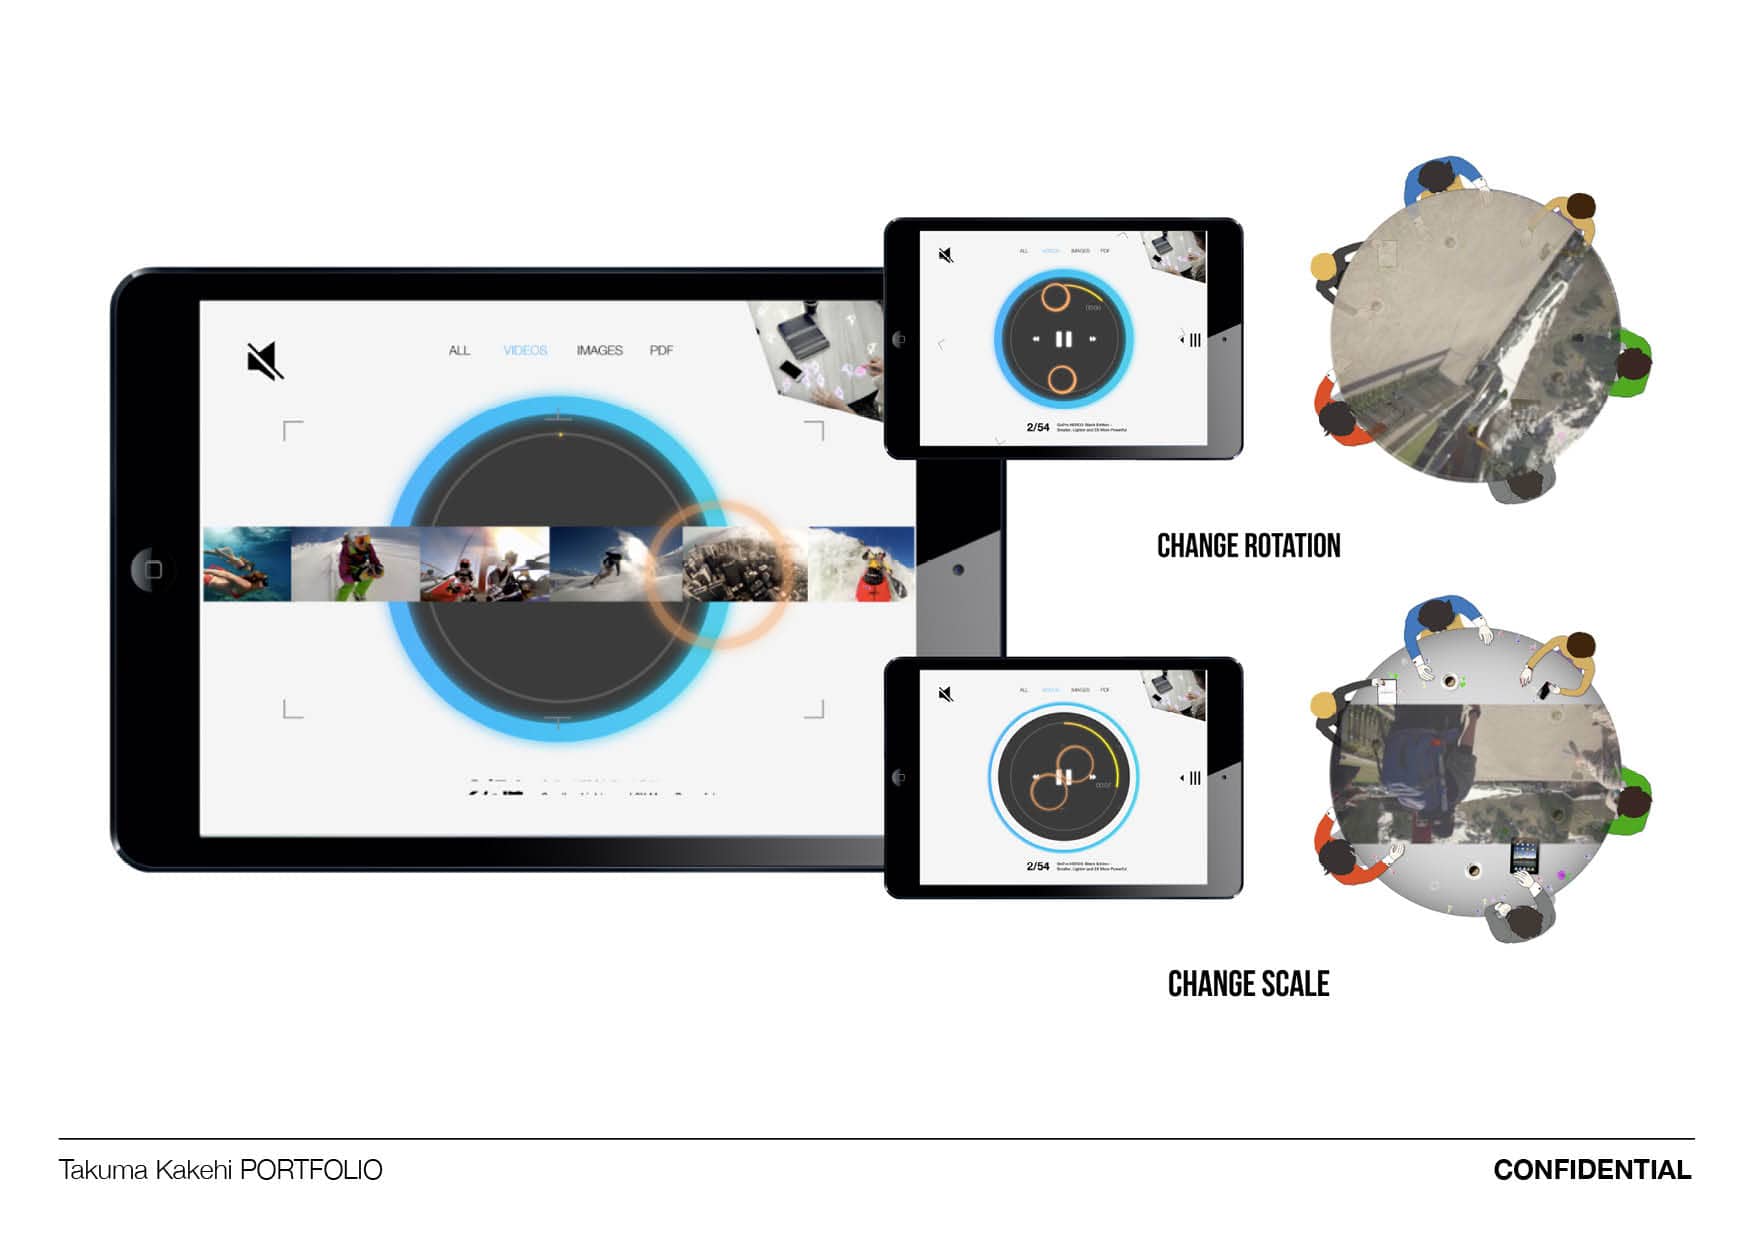 ALL VIDEOS IMAGES PDF
ALL VIDEOS IMAGES PDF
00:00
2/54 GoPro HERO3: Black Edition -
Smaller, Lighter and 2X More Powerful
CHANGE ROTATION
ALL VIDEOS IMAGES PDF
2/54 GoPro HERO3: Black Edition -
Smaller, Lighter and 2X More Powerful
CHANGE SCALE
Takuma Kakehi PORTFOLIO
CONFIDENTIAL